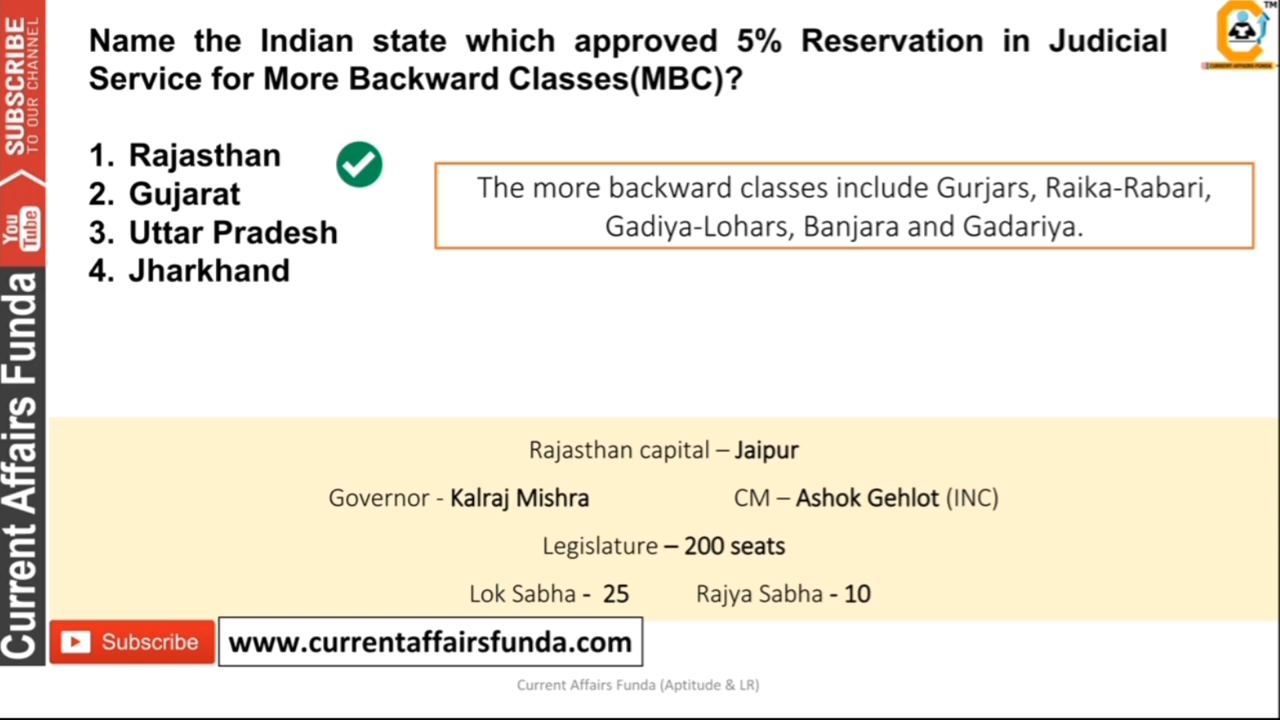 Name the Indian state which approved 5% Reservation in Judicial
Service for More Backward Classes(MBC)?
1. Rajasthan
2. Gujarat
3. Uttar Pradesh
4. Jharkhand
The more backward classes include Gurjars, Raika-Rabari,
Gadiya-Lohars, Banjara and Gadariya.
Rajasthan capital – Jaipur
Governor - Kalraj Mishra CM – Ashok Gehlot (INC)
Legislature – 200 seats
Lok Sabha - 25 Rajya Sabha - 10
Subscribe www.currentaffairsfunda.com
Current Affairs Funda (Aptitude & LR)
SUBSCRIBE
TO OUR CHANNEL
You Tube
Current Affairs Funda
TM
CURRENT AFFAIRS FUNDA